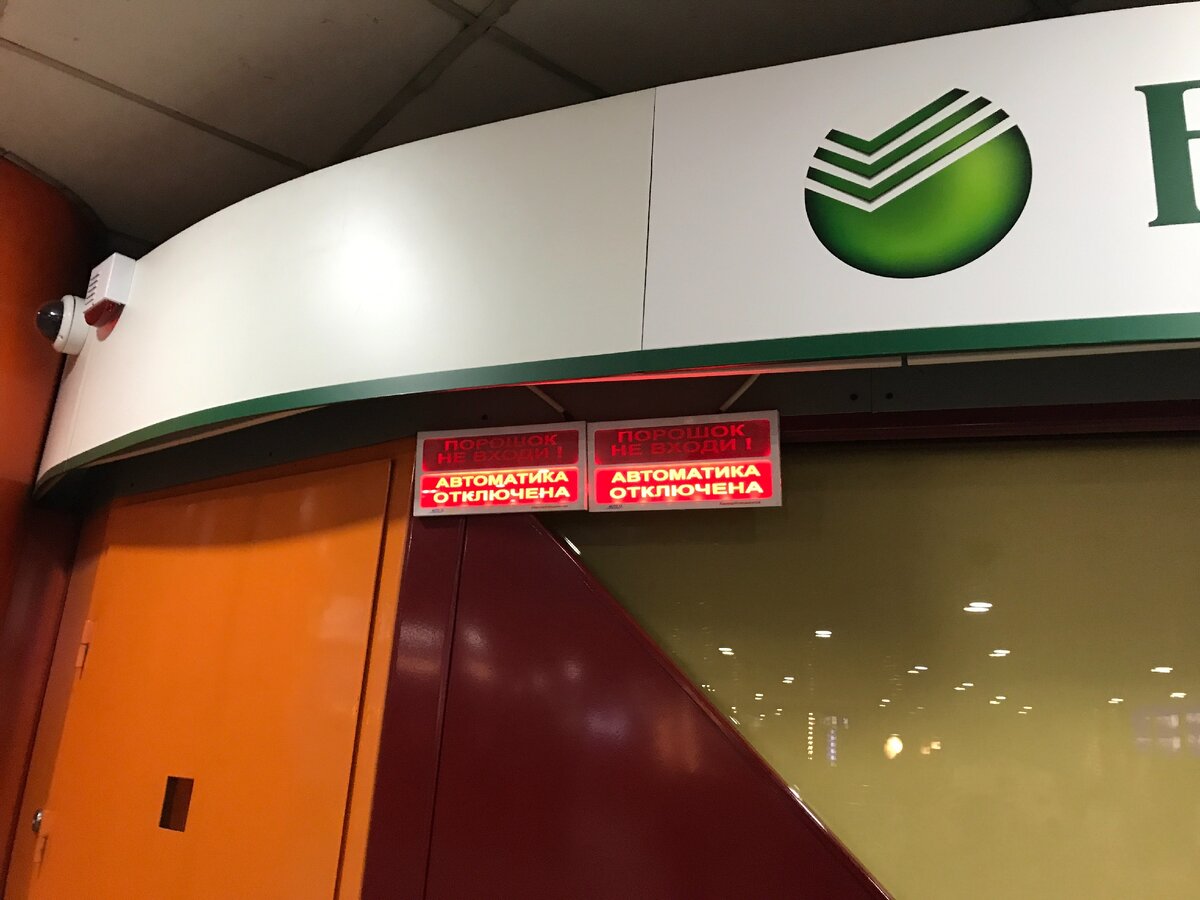 ПОРОШОК
НЕ ВХОДИ !
АВТОМАТИКА
ОТКЛЮЧЕНА
ПОРОШОК
НЕ ВХОДИ !
АВТОМАТИКА
ОТКЛЮЧЕНА